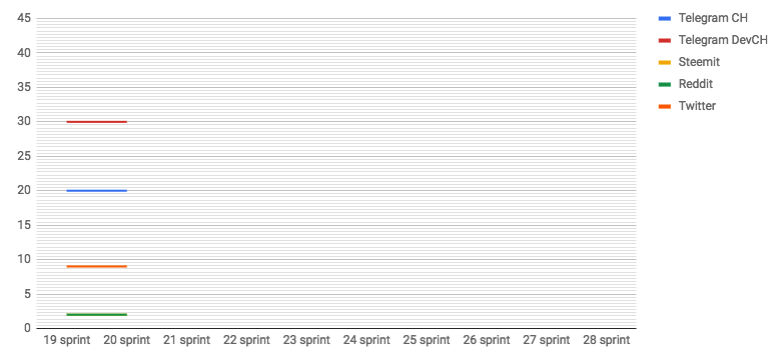 45
40
35
30
25
20
15
10
5
0
19 sprint 20 sprint 21 sprint 22 sprint 23 sprint 24 sprint 25 sprint 26 sprint 27 sprint 28 sprint
Telegram CH
Telegram DevCH
Steemit
Reddit
Twitter